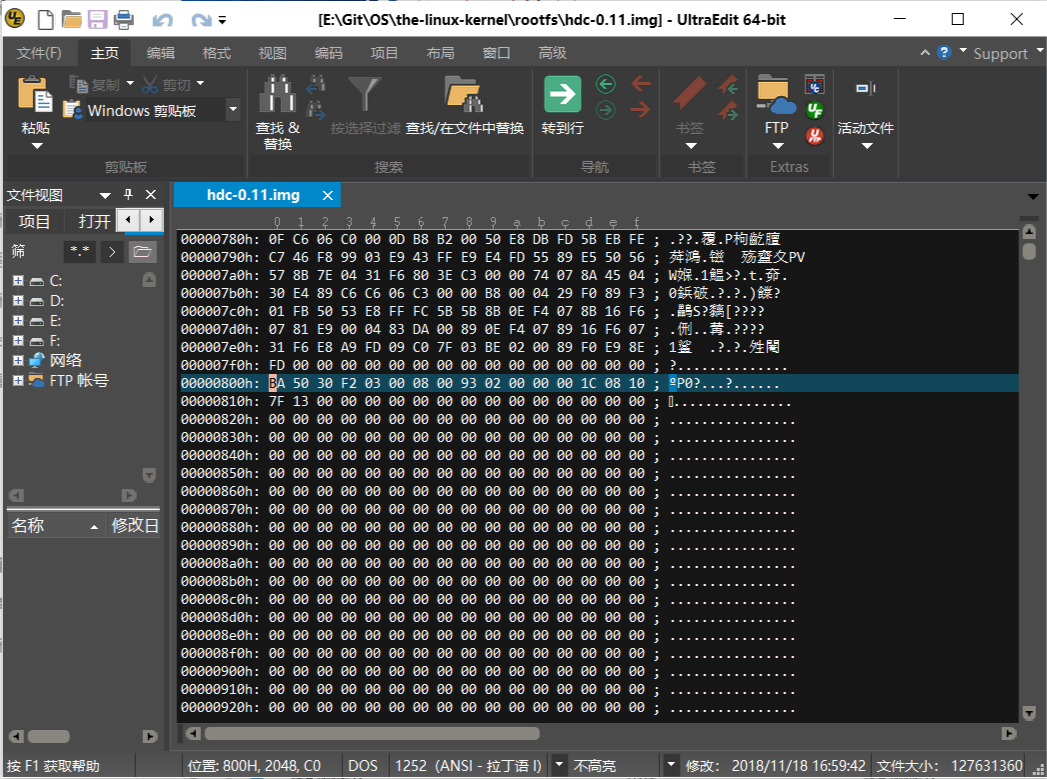 [E:\Git\OS\the-linux-kernel\rootfs\hdc-0.11.img] - UltraEdit 64-bit
文件(F) 主页 编辑 格式 视图 编码 项目 布局 窗口 高级 Support
复制 剪切
Windows 剪贴板
粘贴
查找 & 替换
按选择过滤 查找/在文件中替换
转到行
书签
FTP
活动文件
剪贴板 搜索 导航 书签 Extras
文件视图
项目 打开
筛 *.* >
C:
D:
E:
F:
网络
FTP 帐号
名称 修改日
hdc-0.11.img
0 1 2 3 4 5 6 7 8 9 a b c d e f
00000780h: 0F C6 06 C0 00 0D B8 B2 00 50 E8 DB FD 5B EB FE ;
00000790h: C7 46 F8 99 03 E9 43 FF E9 E4 FD 55 89 E5 50 56 ;
000007a0h: 57 8B 7E 04 31 F6 80 3E C3 00 00 74 07 8A 45 04 ;
000007b0h: 30 E4 89 C6 C6 06 C3 00 00 B8 00 04 29 F0 89 F3 ;
000007c0h: 01 FB 50 53 E8 FF FC 5B 5B 8B 0E F4 07 8B 16 F6 ;
000007d0h: 07 81 E9 00 04 83 DA 00 89 0E F4 07 89 16 F6 07 ;
000007e0h: 31 F6 E8 A9 FD 09 C0 7F 03 BE 02 00 89 F0 E9 8E ;
000007f0h: FD 00 00 00 00 00 00 00 00 00 00 00 00 00 00 00 ; ?...............
00000800h: BA 50 30 F2 03 00 08 00 93 02 00 00 00 1C 08 10 ; ºP0?...?......
00000810h: 7F 13 00 00 00 00 00 00 00 00 00 00 00 00 00 00 ; ...............
00000820h: 00 00 00 00 00 00 00 00 00 00 00 00 00 00 00 00 ; ................
00000830h: 00 00 00 00 00 00 00 00 00 00 00 00 00 00 00 00 ; ................
00000840h: 00 00 00 00 00 00 00 00 00 00 00 00 00 00 00 00 ; ................
00000850h: 00 00 00 00 00 00 00 00 00 00 00 00 00 00 00 00 ; ................
00000860h: 00 00 00 00 00 00 00 00 00 00 00 00 00 00 00 00 ; ................
00000870h: 00 00 00 00 00 00 00 00 00 00 00 00 00 00 00 00 ; ................
00000880h: 00 00 00 00 00 00 00 00 00 00 00 00 00 00 00 00 ; ................
00000890h: 00 00 00 00 00 00 00 00 00 00 00 00 00 00 00 00 ; ................
000008a0h: 00 00 00 00 00 00 00 00 00 00 00 00 00 00 00 00 ; ................
000008b0h: 00 00 00 00 00 00 00 00 00 00 00 00 00 00 00 00 ; ................
000008c0h: 00 00 00 00 00 00 00 00 00 00 00 00 00 00 00 00 ; ................
000008d0h: 00 00 00 00 00 00 00 00 00 00 00 00 00 00 00 00 ; ................
000008e0h: 00 00 00 00 00 00 00 00 00 00 00 00 00 00 00 00 ; ................
000008f0h: 00 00 00 00 00 00 00 00 00 00 00 00 00 00 00 00 ; ................
00000900h: 00 00 00 00 00 00 00 00 00 00 00 00 00 00 00 00 ; ................
00000910h: 00 00 00 00 00 00 00 00 00 00 00 00 00 00 00 00 ; ................
00000920h: 00 00 00 00 00 00 00 00 00 00 00 00 00 00 00 00 ; ................
按 F1 获取帮助 位置: 800H, 2048, C0 DOS 1252 (ANSI - 拉丁语 I) 不高亮 修改: 2018/11/18 16:59:42 文件大小: 127631360